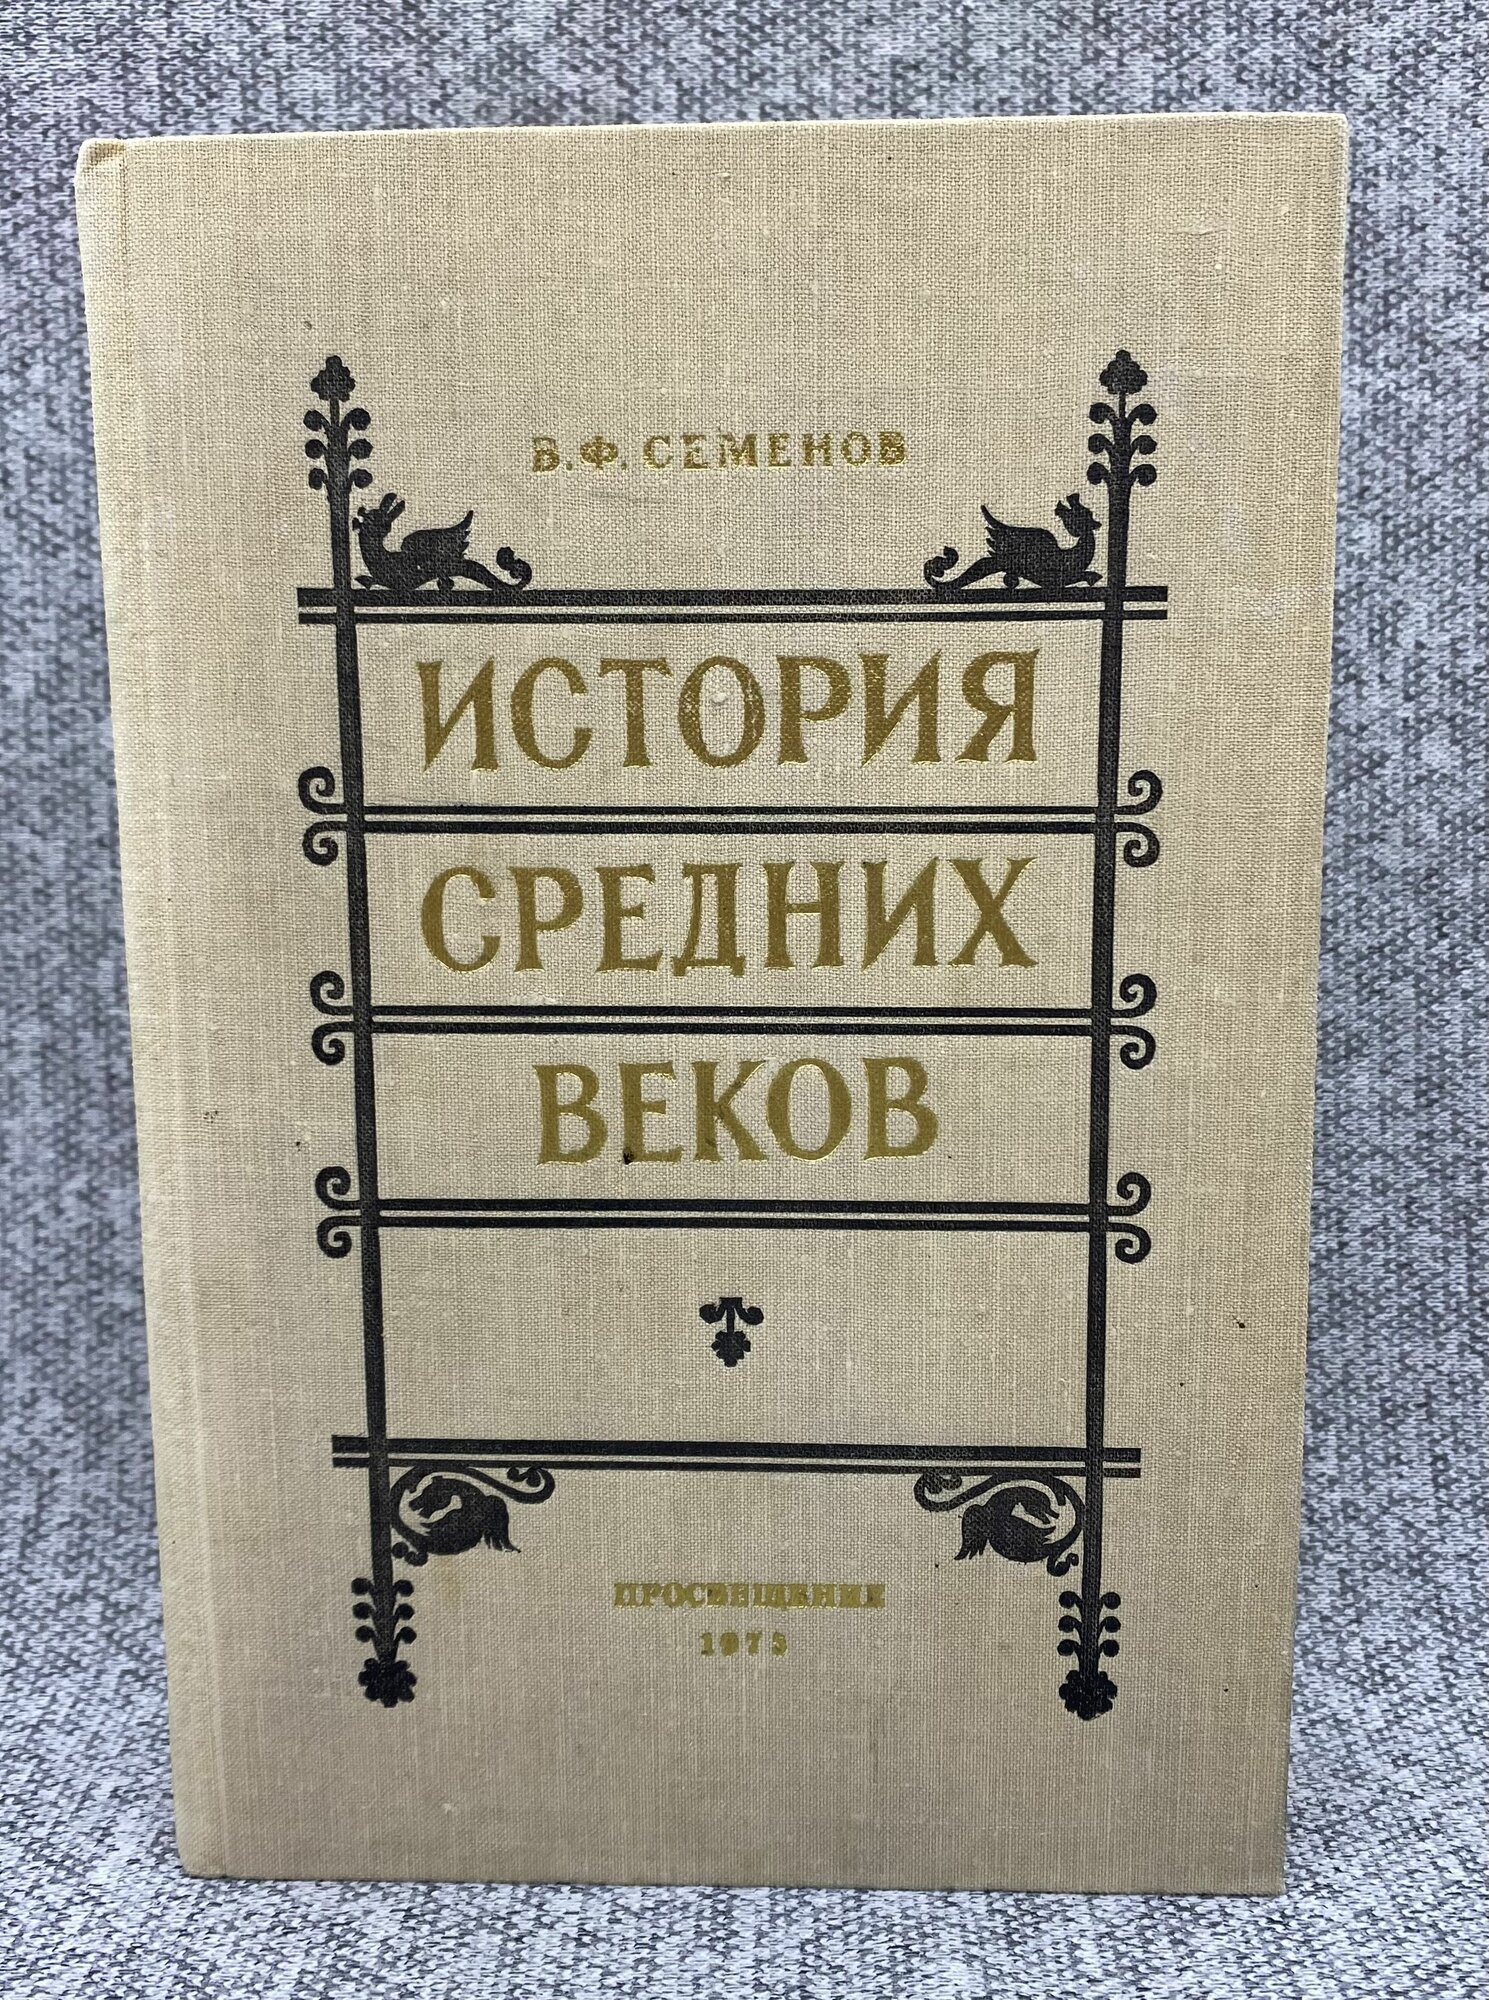 В.Ф. СЕМЕНОВ
ИСТОРИЯ
СРЕДНИХ
ВЕКОВ
ПРОСВЕЩЕНИЕ